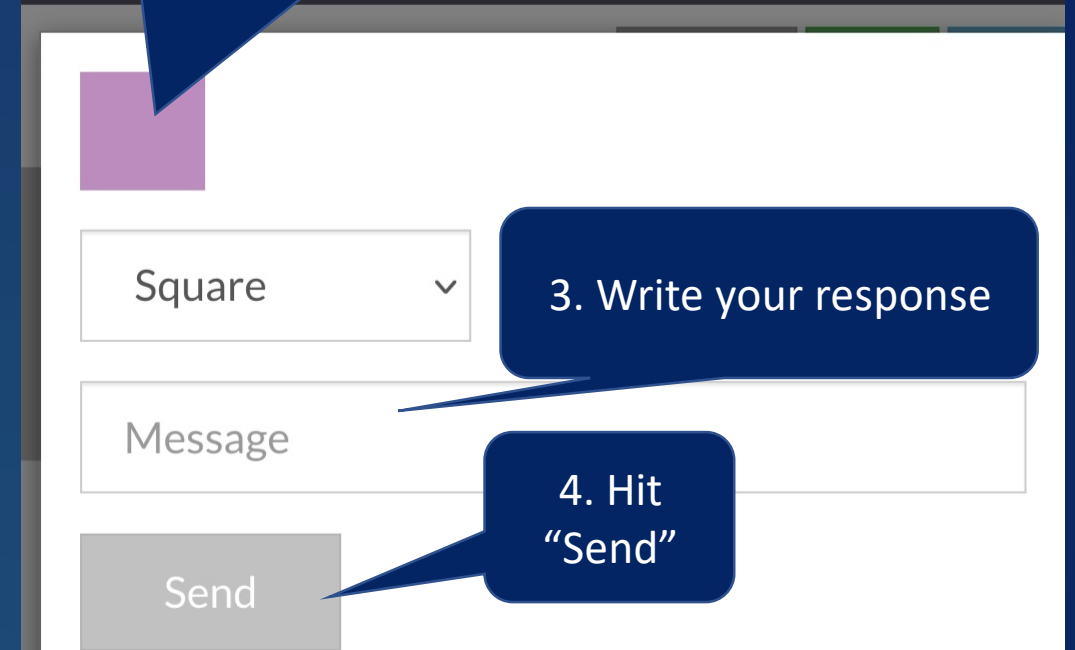 Square
3. Write your response
Message
4. Hit
“Send”
Send